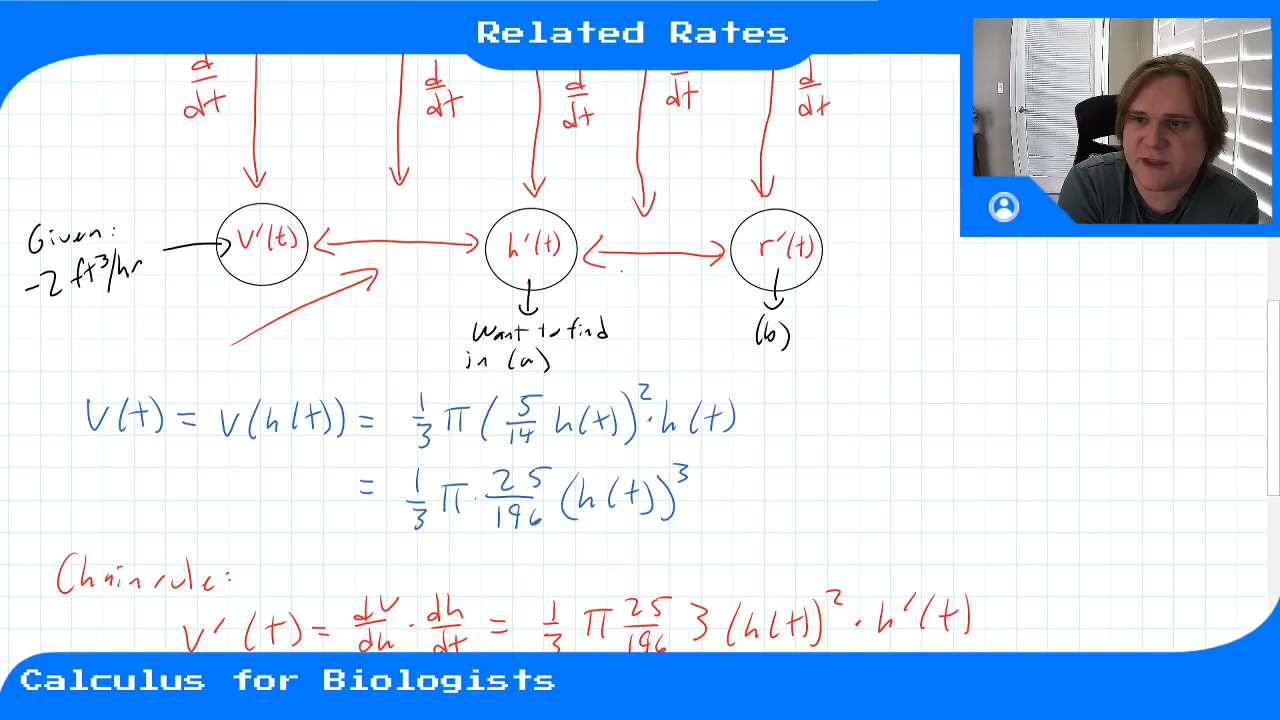 Related Rates
d/dt d/dt d/dt d/dt d/dt
Given:
-2 ft³/hr
V'(t) h'(t) r'(t)
Want to find
in (a)
(b)
V(t) = V(h(t)) = 1/3 π (5/14 h(t))² · h(t)
= 1/3 π · 25/196 (h(t))³
Chain rule:
V'(t) = dV/dh · dh/dt = 1/3 π 25/196 3 (h(t))² · h'(t)
Calculus for Biologists